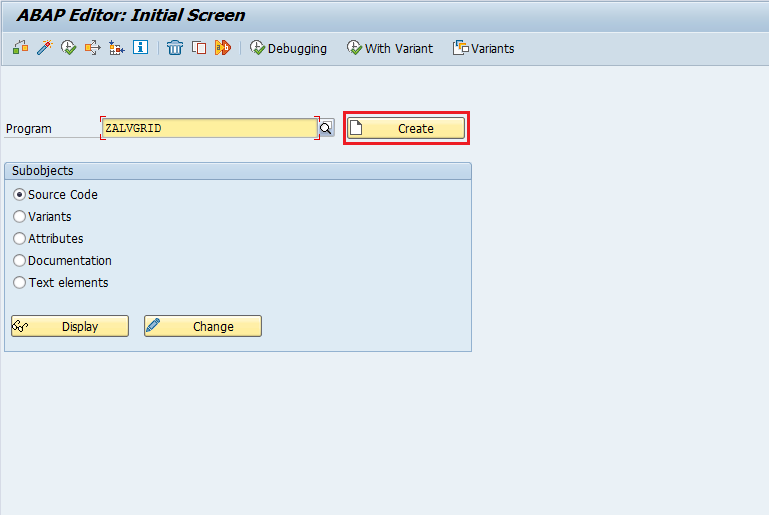 ABAP Editor: Initial Screen
Debugging With Variant Variants
Program ZALVGRID Create
Subobjects
Source Code
Variants
Attributes
Documentation
Text elements
Display Change